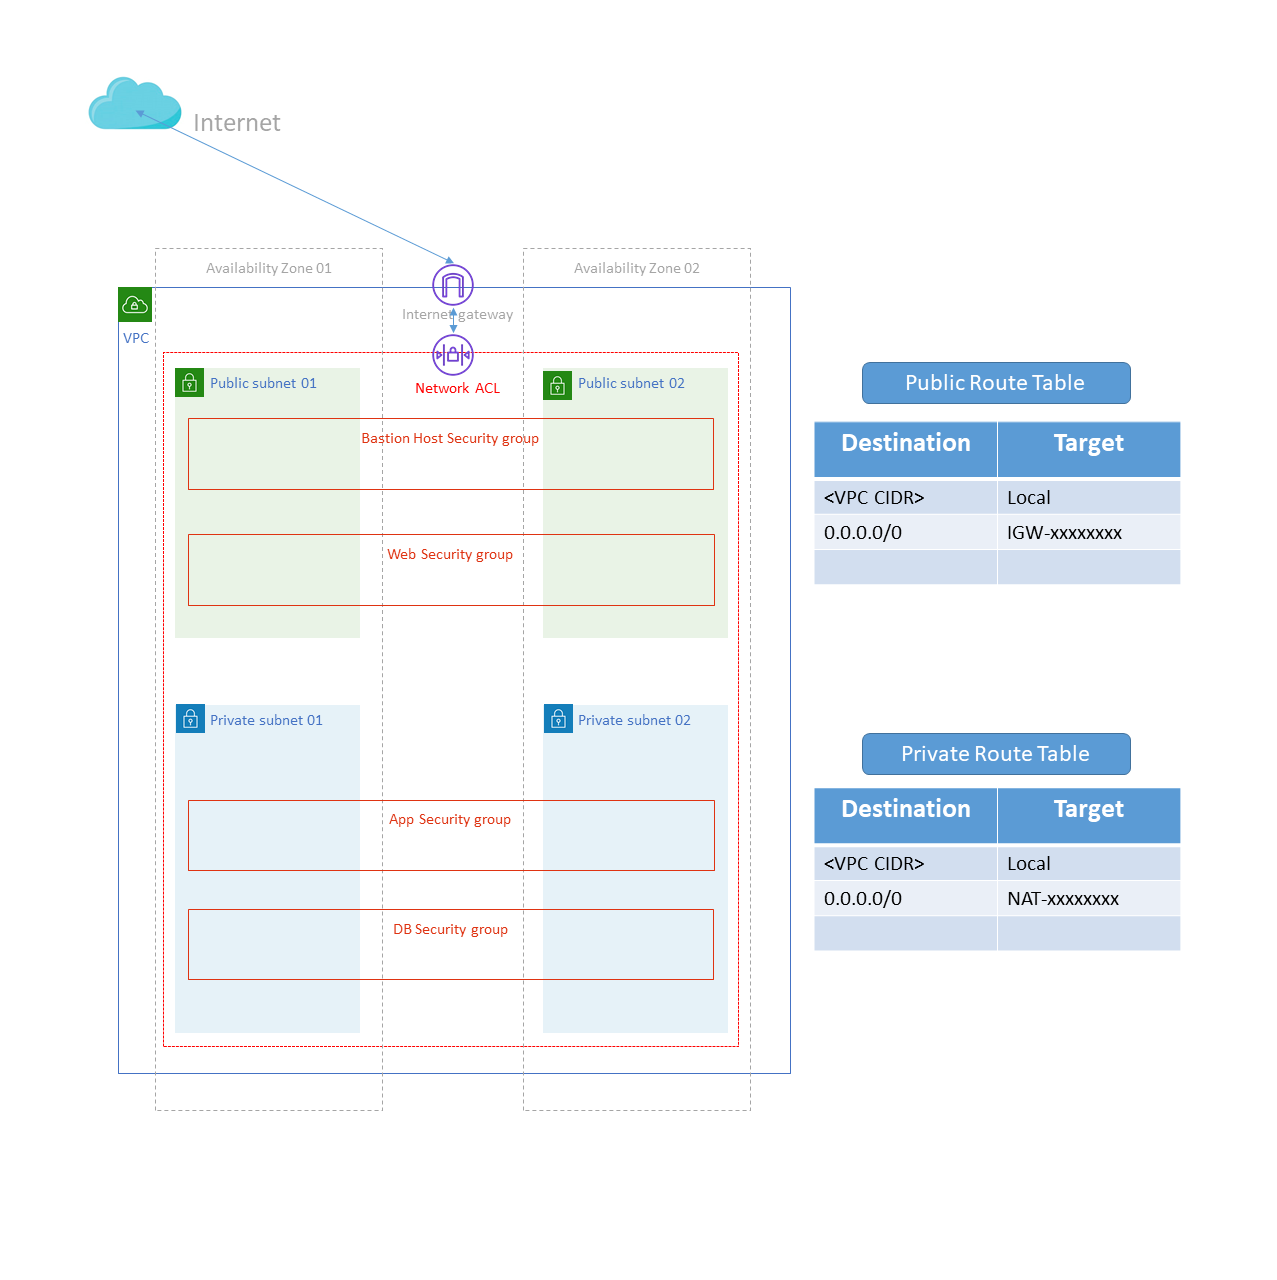 Internet
Availability Zone 01
Availability Zone 02
Internet gateway
VPC
Network ACL
Public subnet 01
Public subnet 02
Bastion Host Security group
Web Security group
Private subnet 01
Private subnet 02
App Security group
DB Security group
Public Route Table
Destination Target
<VPC CIDR> Local
0.0.0.0/0 IGW-xxxxxxxx
Private Route Table
Destination Target
<VPC CIDR> Local
0.0.0.0/0 NAT-xxxxxxxx